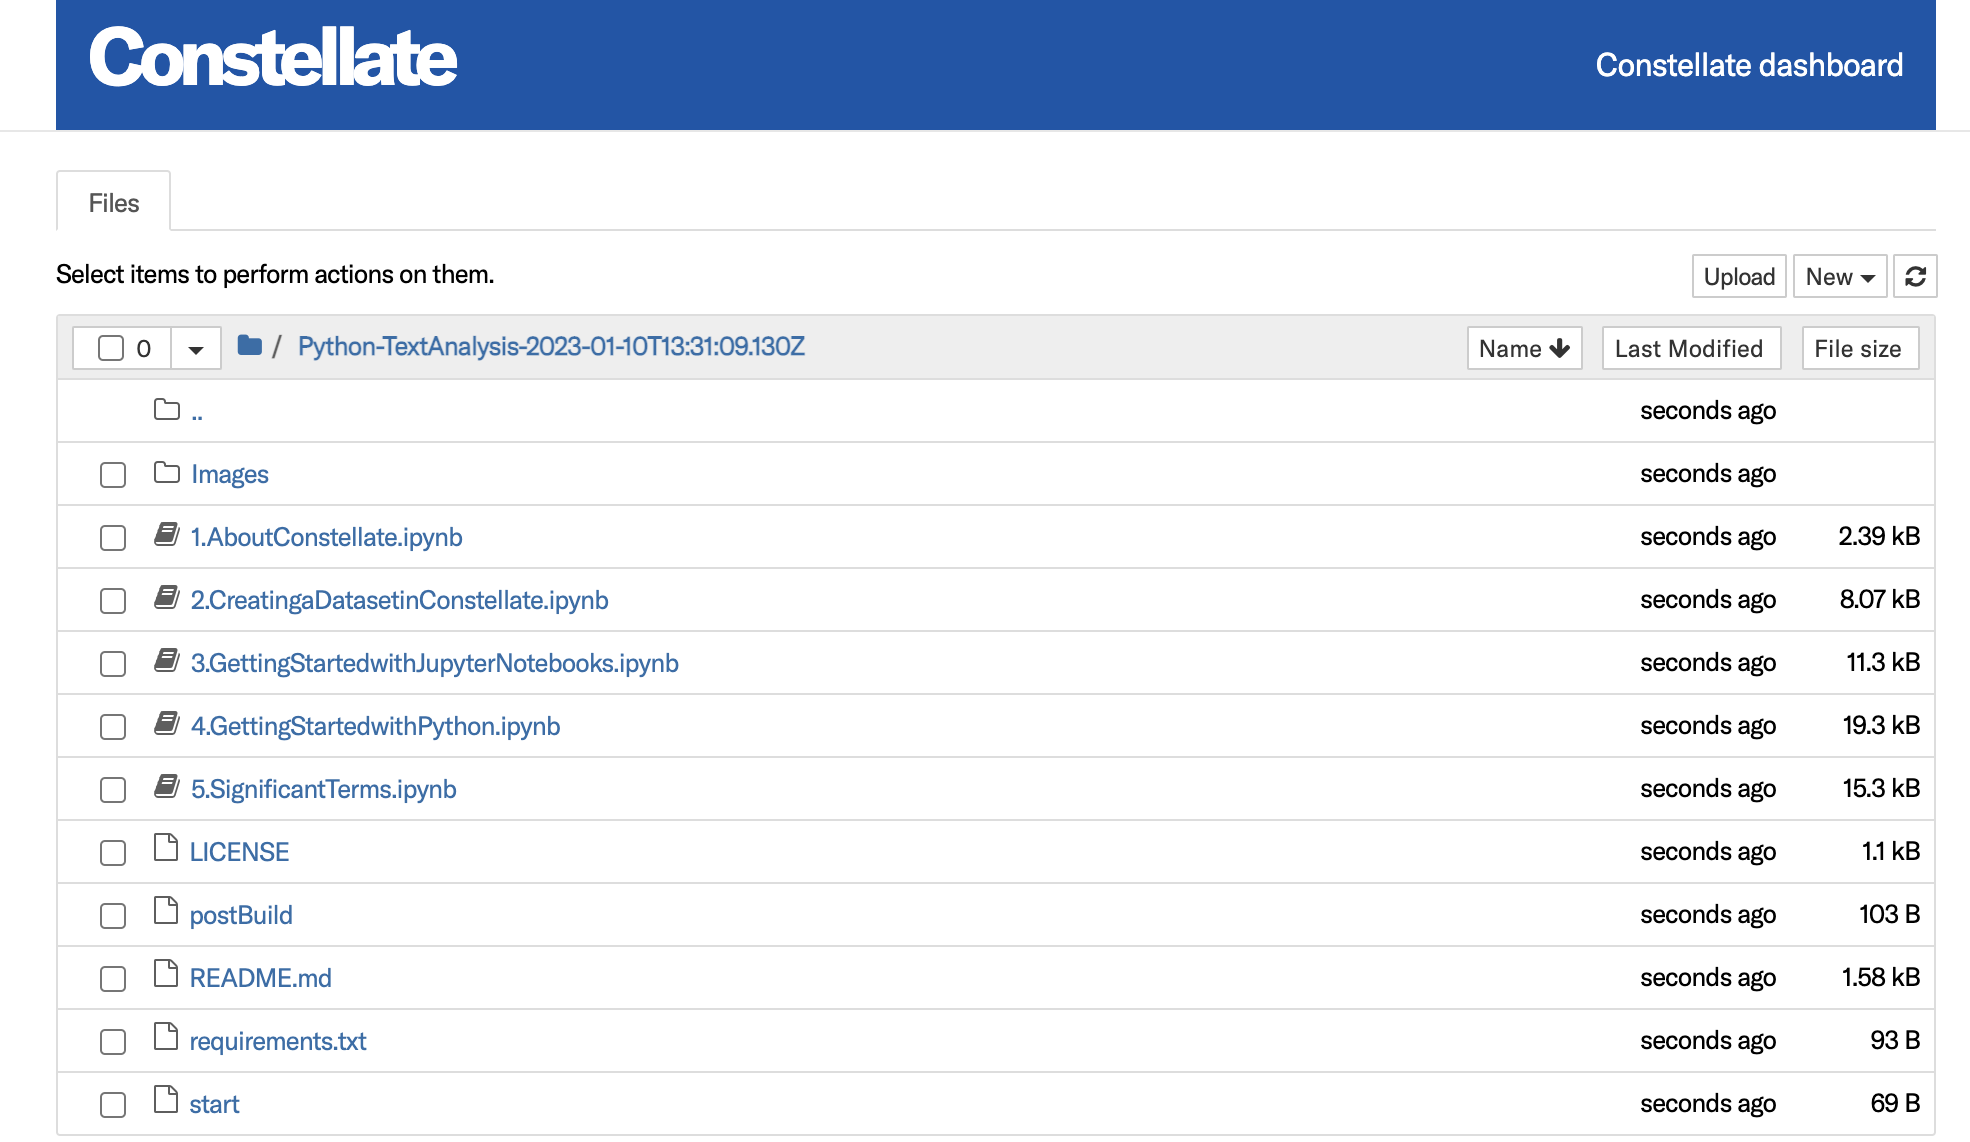 Constellate
Constellate dashboard
Files
Select items to perform actions on them.
Upload New
0 / Python-TextAnalysis-2023-01-10T13:31:09.130Z Name Last Modified File size
.. seconds ago
Images seconds ago
1.AboutConstellate.ipynb seconds ago 2.39 kB
2.CreatingaDatasetinConstellate.ipynb seconds ago 8.07 kB
3.GettingStartedwithJupyterNotebooks.ipynb seconds ago 11.3 kB
4.GettingStartedwithPython.ipynb seconds ago 19.3 kB
5.SignificantTerms.ipynb seconds ago 15.3 kB
LICENSE seconds ago 1.1 kB
postBuild seconds ago 103 B
README.md seconds ago 1.58 kB
requirements.txt seconds ago 93 B
start seconds ago 69 B